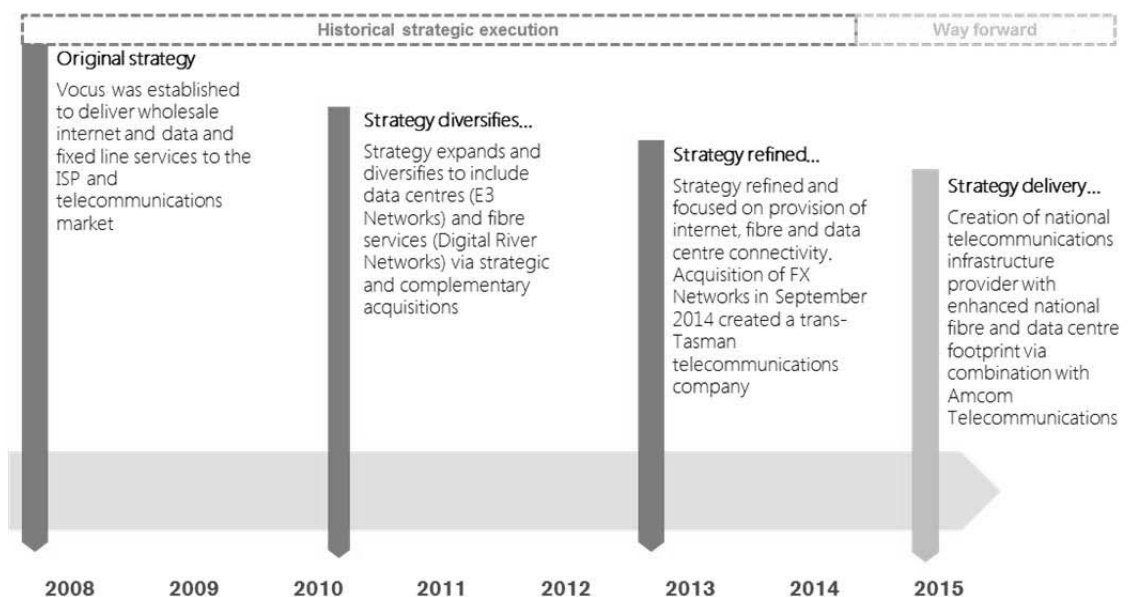 Historical strategic execution
Way forward
Original strategy
Vocus was established
to deliver wholesale
internet and data and
fixed line services to the
ISP and
telecommunications
market
Strategy diversifies...
Strategy expands and
diversifies to include
data centres (E3
Networks) and fibre
services (Digital River
Networks) via strategic
and complementary
acquisitions
Strategy refined...
Strategy refined and
focused on provision of
internet, fibre and data
centre connectivity.
Acquisition of FX
Networks in September
2014 created a trans-
Tasman
telecommunications
company
Strategy delivery...
Creation of national
telecommunications
infrastructure
provider with
enhanced national
fibre and data centre
footprint via
combination with
Amcom
Telecommunications
2008 2009 2010 2011 2012 2013 2014 2015